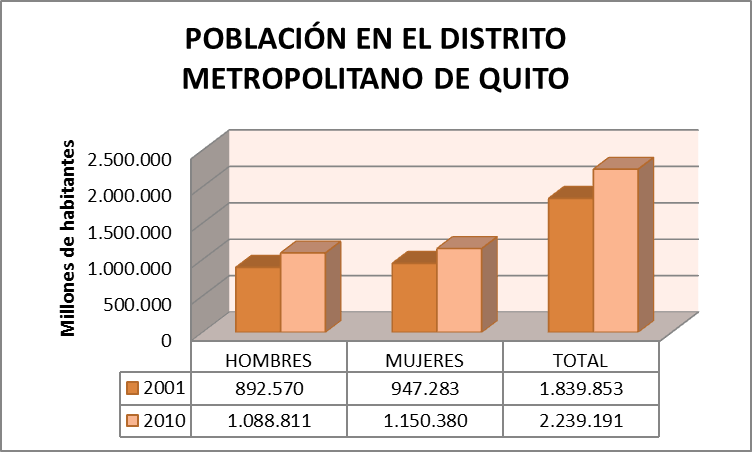 POBLACIÓN EN EL DISTRITO
METROPOLITANO DE QUITO
Millones de habitantes
2.500.000
2.000.000
1.500.000
1.000.000
500.000
0
HOMBRES MUJERES TOTAL
2001 892.570 947.283 1.839.853
2010 1.088.811 1.150.380 2.239.191